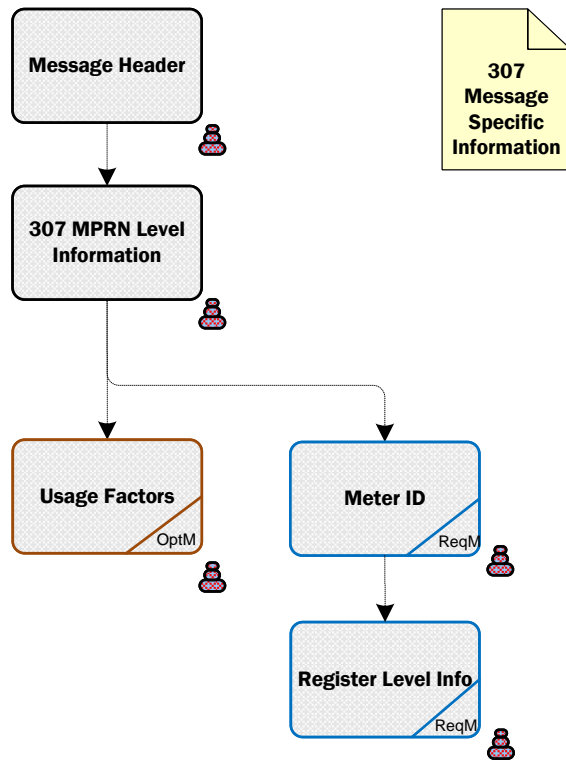 Message Header
307
Message
Specific
Information
307 MPRN Level
Information
Usage Factors
OptM
Meter ID
ReqM
Register Level Info
ReqM